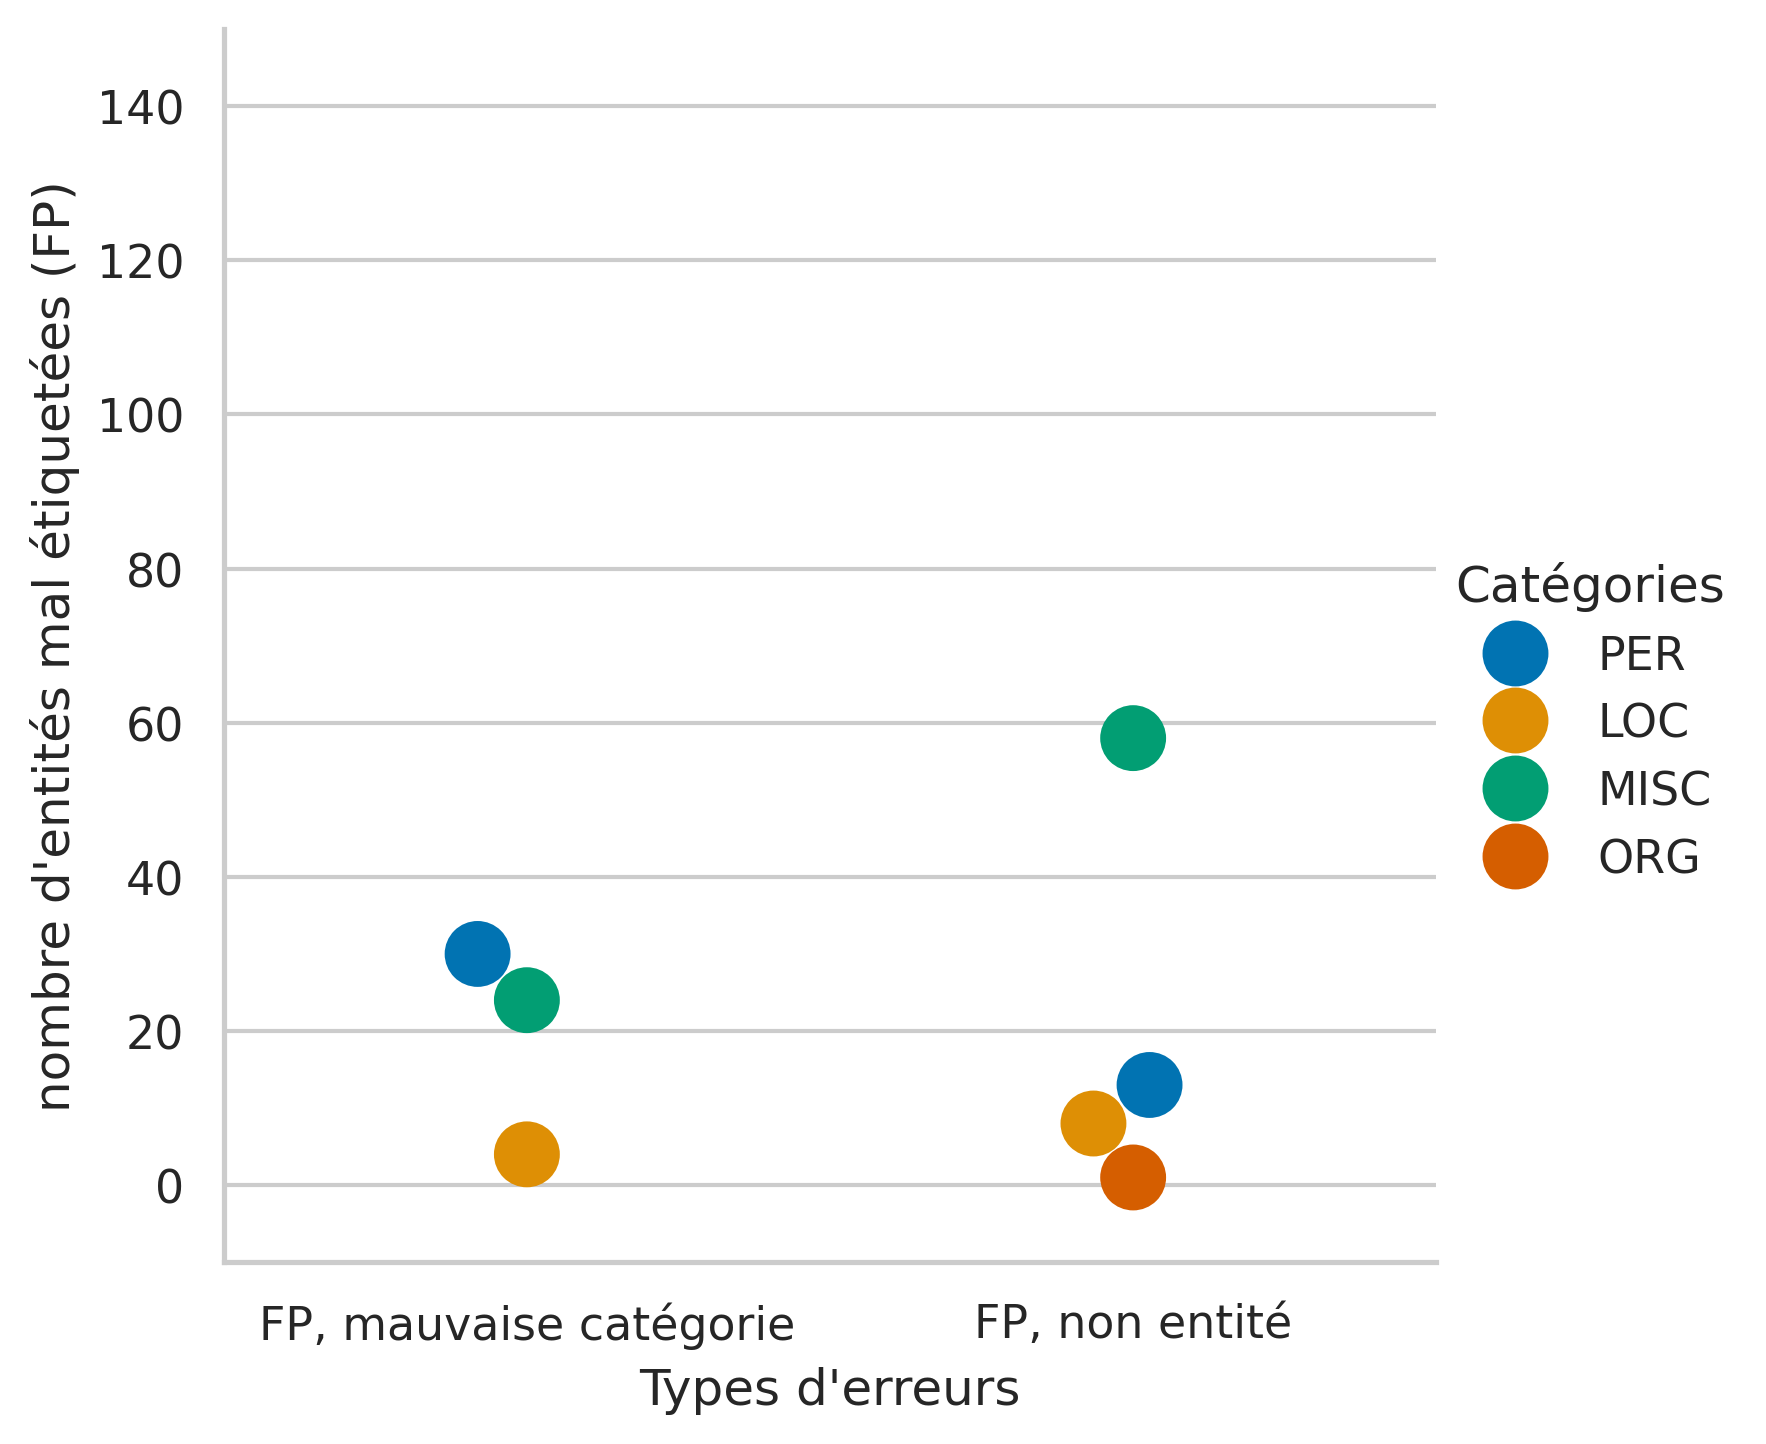 nombre d'entités mal étiquetées (FP)
140
120
100
80
60
40
20
0
FP, mauvaise catégorie
FP, non entité
Types d'erreurs
Catégories
PER
LOC
MISC
ORG